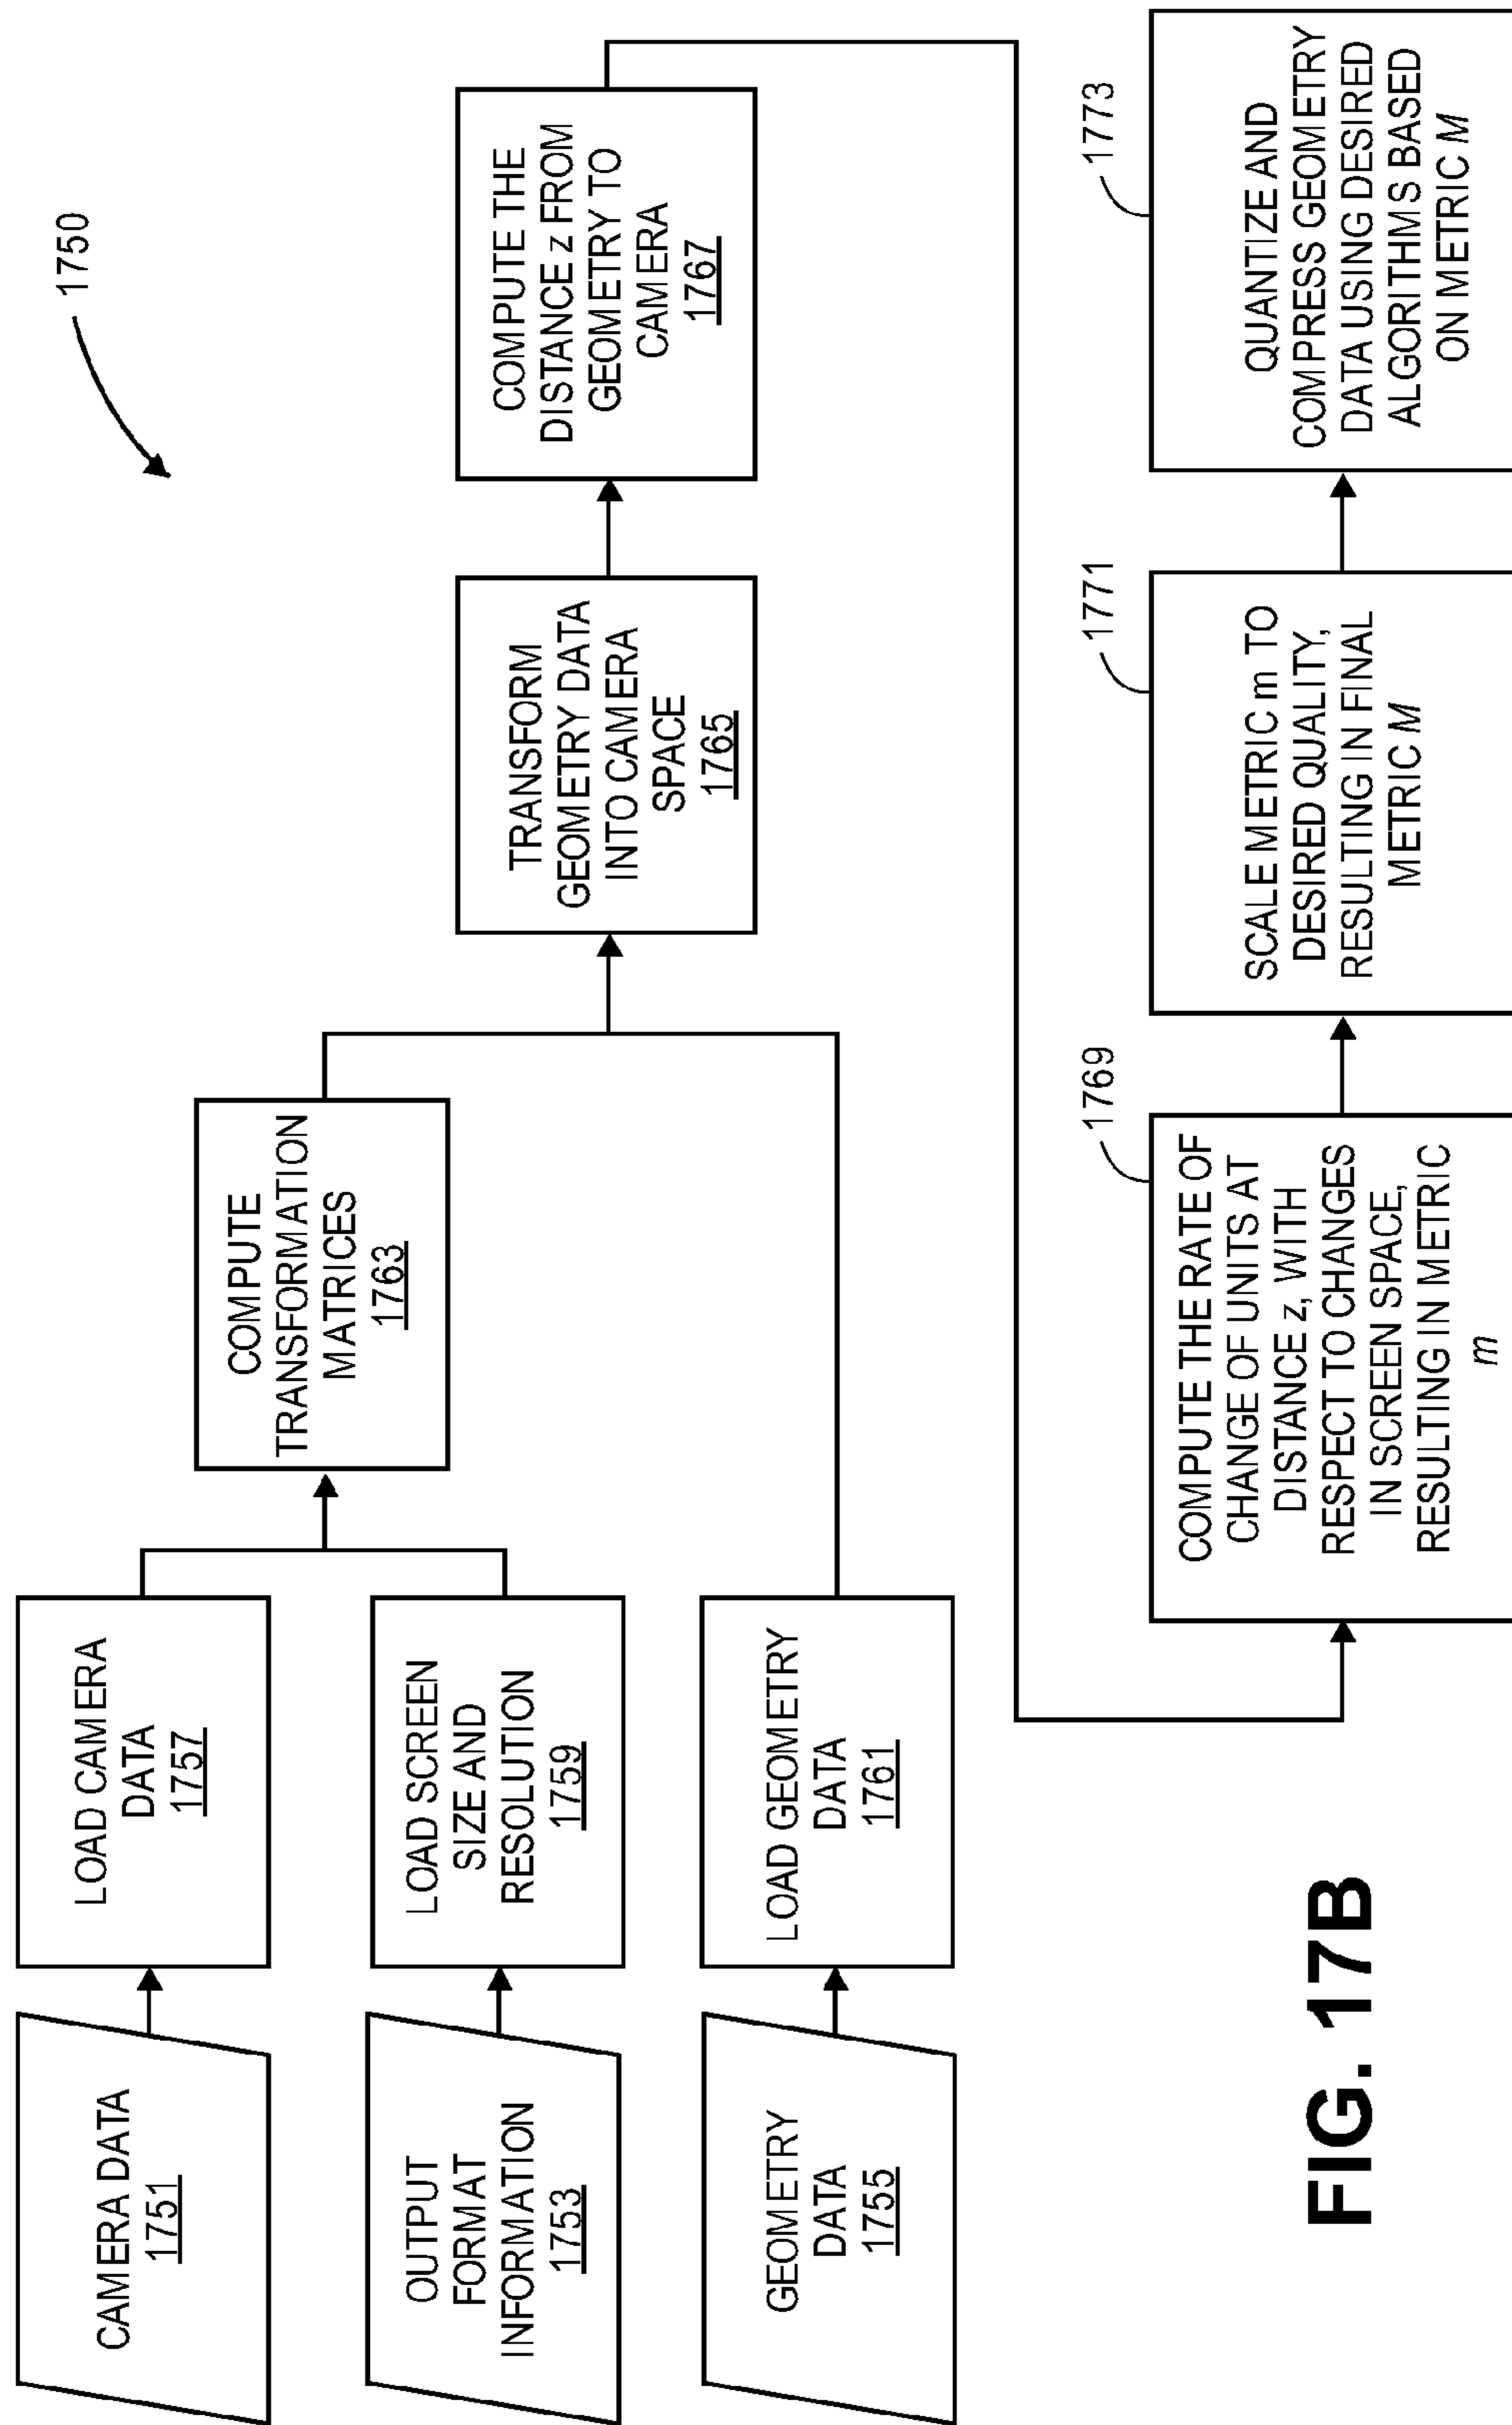 1750
CAMERA DATA
1751
LOAD CAMERA
DATA
1757
OUTPUT
FORMAT
INFORMATION
1753
LOAD SCREEN
SIZE AND
RESOLUTION
1759
GEOMETRY
DATA
1755
LOAD GEOMETRY
DATA
1761
COMPUTE
TRANSFORMATION
MATRICES
1763
TRANSFORM
GEOMETRY DATA
INTO CAMERA
SPACE
1765
COMPUTE THE
DISTANCE z FROM
GEOMETRY TO
CAMERA
1767
1769
COMPUTE THE RATE OF
CHANGE OF UNITS AT
DISTANCE z, WITH
RESPECT TO CHANGES
IN SCREEN SPACE,
RESULTING IN METRIC
m
1771
SCALE METRIC m TO
DESIRED QUALITY,
RESULTING IN FINAL
METRIC M
1773
QUANTIZE AND
COMPRESS GEOMETRY
DATA USING DESIRED
ALGORITHMS BASED
ON METRIC M
FIG. 17B